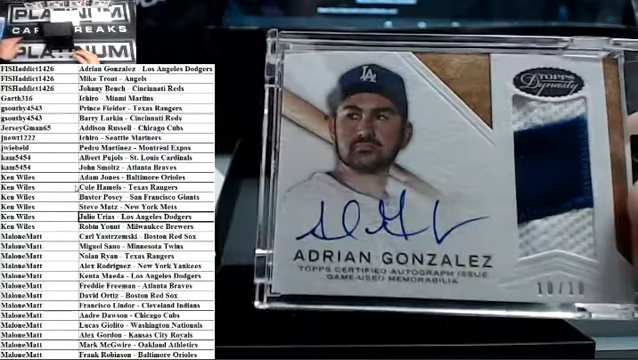 PLATINUM
PLATINUM
FISHaddict1426 Adrian Gonzalez - Los Angeles Dodgers
FISHaddict1426 Mike Trout - Angels
FISHaddict1426 Johnny Bench - Cincinnati Reds
Garth316 Ichiro - Miami Marlins
gsouthy4543 Prince Fielder - Texas Rangers
gsouthy4543 Barry Larkin - Cincinnati Reds
JerseyGman65 Addison Russell - Chicago Cubs
jnewt1222 Ichiro - Seattle Mariners
jwiebeld Pedro Martinez - Montreal Expos
kam5454 Albert Pujols - St. Louis Cardinals
kam5454 John Smoltz - Atlanta Braves
Ken Wiles Adam Jones - Baltimore Orioles
Ken Wiles Cole Hamels - Texas Rangers
Ken Wiles Buster Posey - San Francisco Giants
Ken Wiles Steve Matz - New York Mets
Ken Wiles Julio Urias - Los Angeles Dodgers
Ken Wiles Robin Yount - Milwaukee Brewers
MaloneMatt Carl Yastrzemski - Boston Red Sox
MaloneMatt Miguel Sano - Minnesota Twins
MaloneMatt Nolan Ryan - Texas Rangers
MaloneMatt Alex Rodriguez - New York Yankees
MaloneMatt Kenta Maeda - Los Angeles Dodgers
MaloneMatt Freddie Freeman - Atlanta Braves
MaloneMatt David Ortiz - Boston Red Sox
MaloneMatt Francisco Lindor - Cleveland Indians
MaloneMatt Andre Dawson - Chicago Cubs
MaloneMatt Lucas Giolito - Washington Nationals
MaloneMatt Alex Gordon - Kansas City Royals
MaloneMatt Mark McGwire - Oakland Athletics
MaloneMatt Frank Robinson - Baltimore Orioles
LA
TOPPS
Dynasty
ADRIAN GONZALEZ
TOPPS CERTIFIED AUTOGRAPH ISSUE
GAME-USED MEMORABILIA
10/10